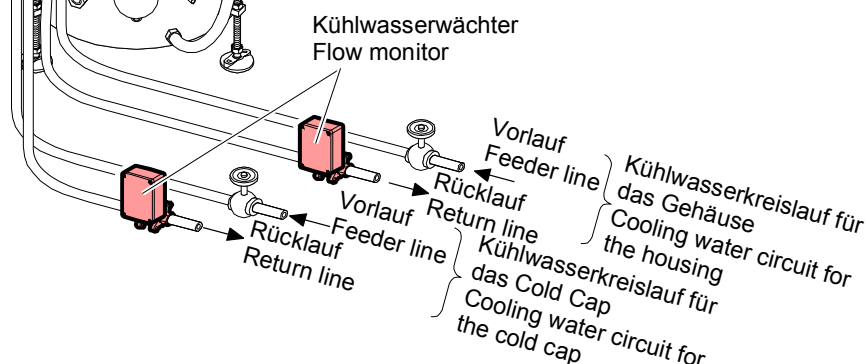 Kühlwasserwächter
Flow monitor
Vorlauf
Feeder line
Rücklauf
Return line
Kühlwasserkreislauf für
das Gehäuse
Cooling water circuit for
the housing
Vorlauf
Feeder line
Rücklauf
Return line
Kühlwasserkreislauf für
das Cold Cap
Cooling water circuit for
the cold cap